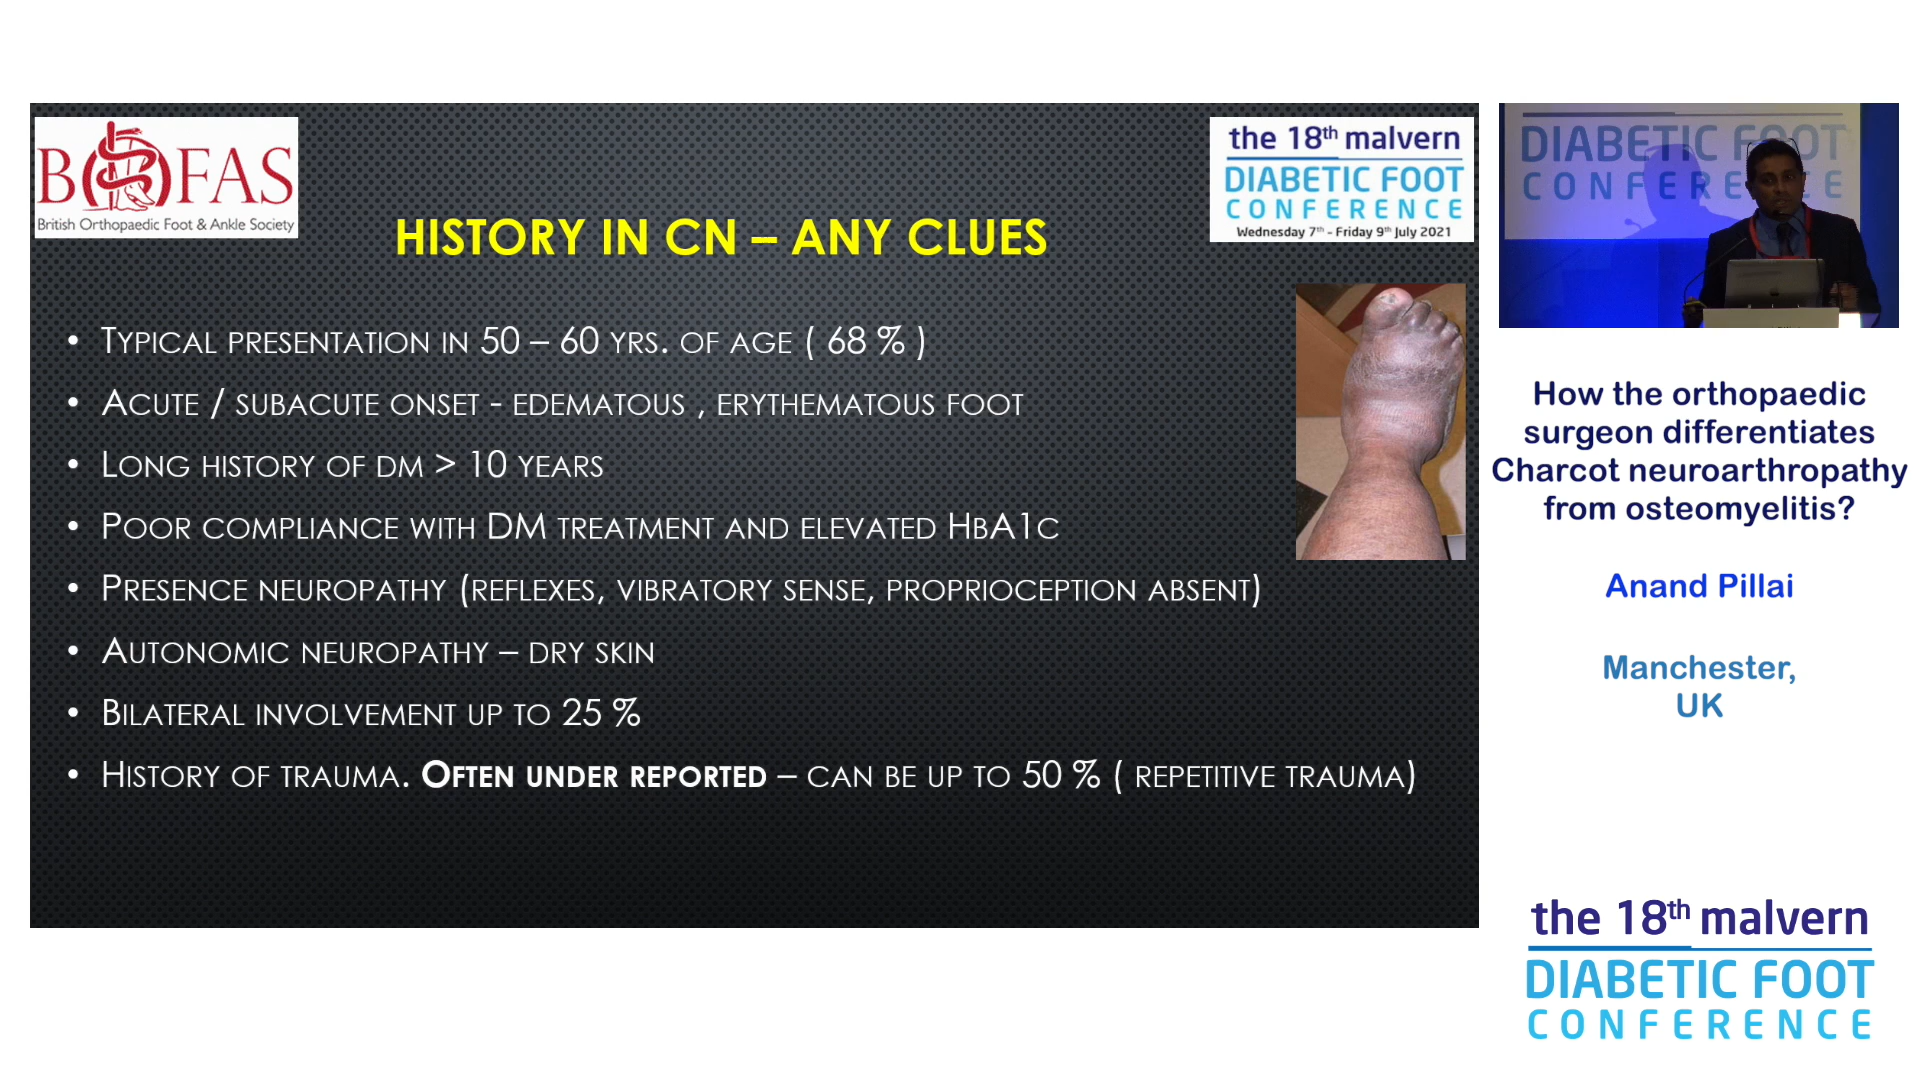 BOFAS
British Orthopaedic Foot & Ankle Society
the 18th malvern
DIABETIC FOOT
CONFERENCE
Wednesday 7th - Friday 9th July 2021
HISTORY IN CN – ANY CLUES
• TYPICAL PRESENTATION IN 50 – 60 YRS. OF AGE ( 68 % )
• ACUTE / SUBACUTE ONSET - EDEMATOUS , ERYTHEMATOUS FOOT
• LONG HISTORY OF DM > 10 YEARS
• POOR COMPLIANCE WITH DM TREATMENT AND ELEVATED HBA1C
• PRESENCE NEUROPATHY (REFLEXES, VIBRATORY SENSE, PROPRIOCEPTION ABSENT)
• AUTONOMIC NEUROPATHY – DRY SKIN
• BILATERAL INVOLVEMENT UP TO 25 %
• HISTORY OF TRAUMA. OFTEN UNDER REPORTED – CAN BE UP TO 50 % ( REPETITIVE TRAUMA)
DIABETIC FOOT
CONFERENCE
How the orthopaedic
surgeon differentiates
Charcot neuroarthropathy
from osteomyelitis?
Anand Pillai
Manchester,
UK
the 18th malvern
DIABETIC FOOT
CONFERENCE